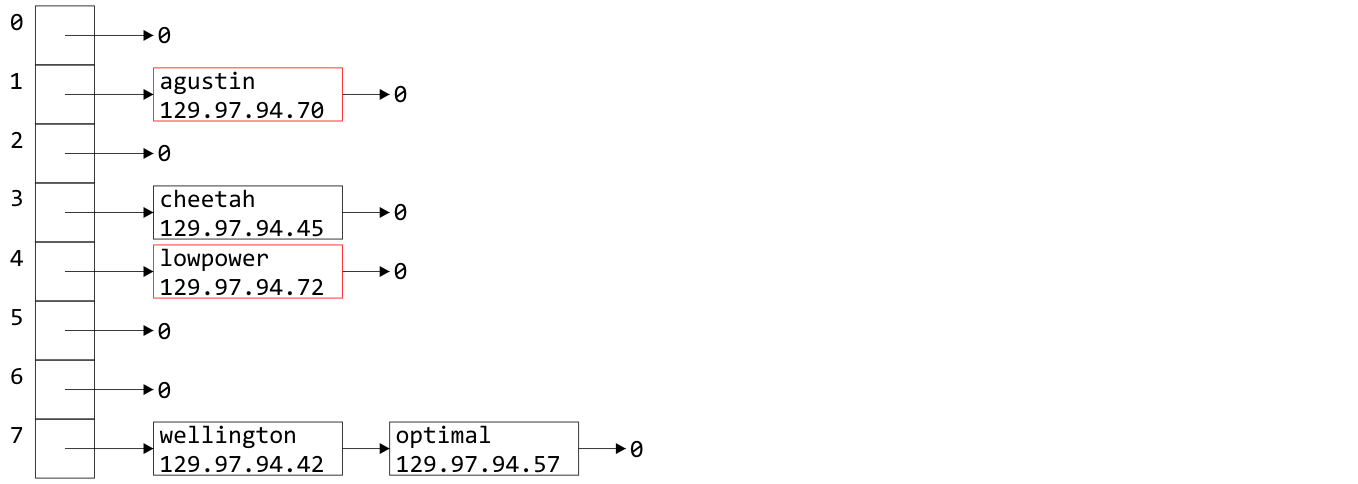 0 0
1 agustin 0
129.97.94.70
2 0
3 cheetah 0
129.97.94.45
4 lowpower 0
129.97.94.72
5 0
6 0
7 wellington optimal 0
129.97.94.42 129.97.94.57